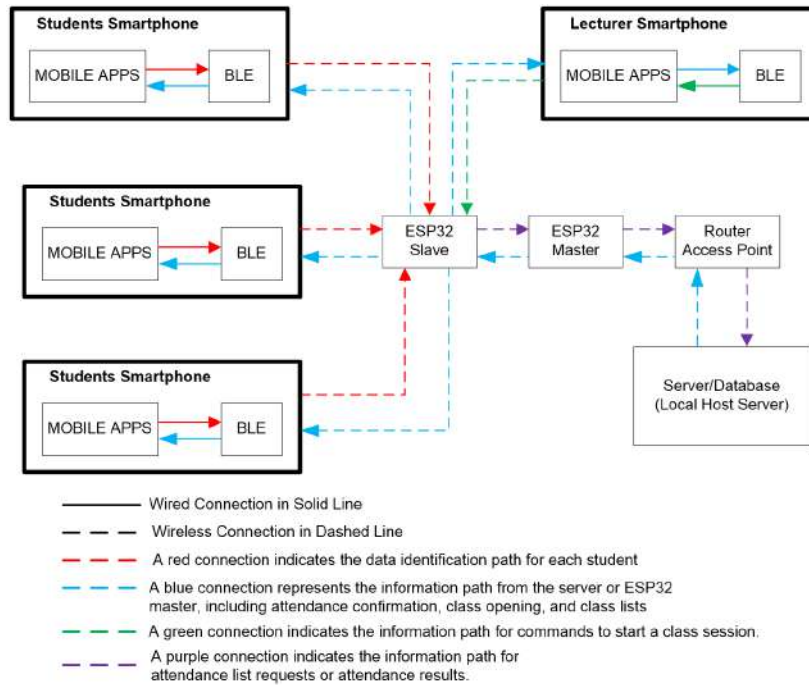 Students Smartphone
MOBILE APPS
BLE
Lecturer Smartphone
MOBILE APPS
BLE
Students Smartphone
MOBILE APPS
BLE
ESP32
Slave
ESP32
Master
Router
Access Point
Students Smartphone
MOBILE APPS
BLE
Server/Database
(Local Host Server)
Wired Connection in Solid Line
Wireless Connection in Dashed Line
A red connection indicates the data identification path for each student
A blue connection represents the information path from the server or ESP32
master, including attendance confirmation, class opening, and class lists
A green connection indicates the information path for commands to start a class session.
A purple connection indicates the information path for
attendance list requests or attendance results.